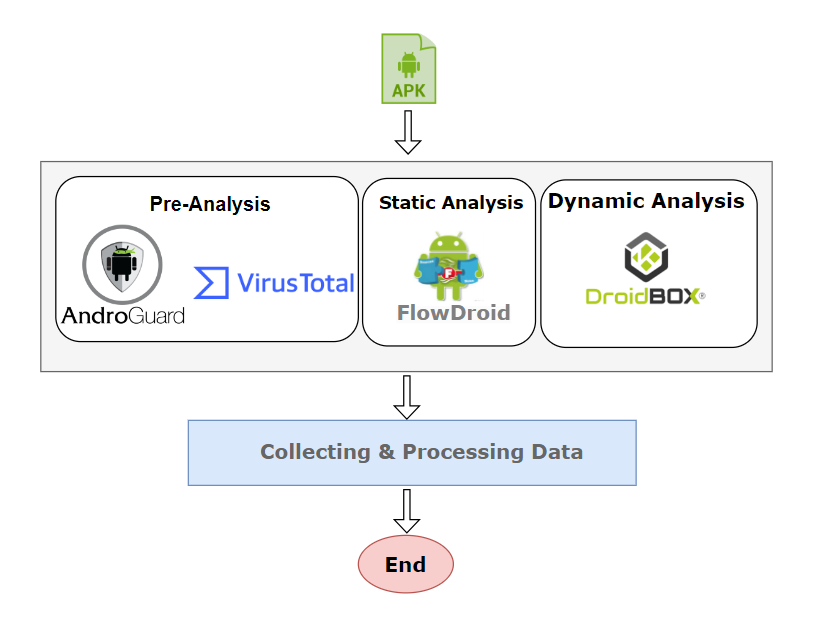 APK
Pre-Analysis
Static Analysis
Dynamic Analysis
AndroGuard
VirusTotal
FlowDroid
DroidBOX®
Collecting & Processing Data
End